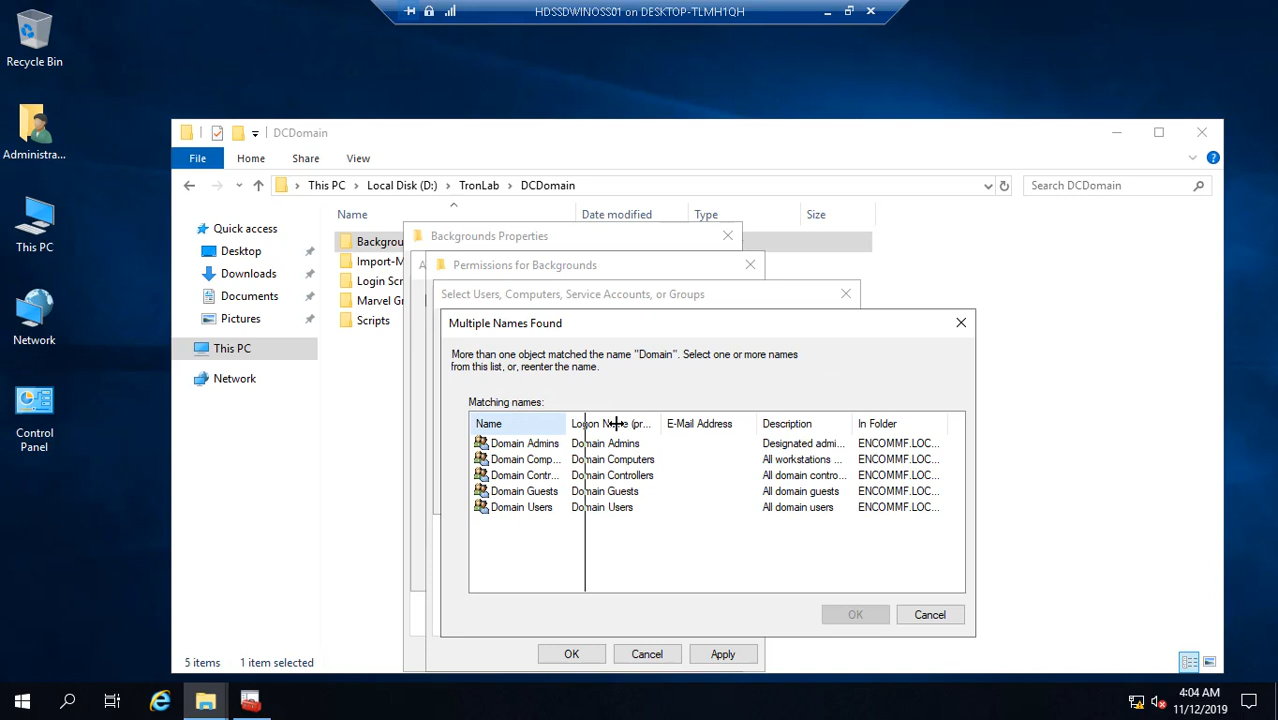 HDSSDWINOSS01 on DESKTOP-TLMH1QH
Recycle Bin
Administra...
This PC
Network
Control
Panel
DCDomain
File
Home
Share
View
This PC
Local Disk (D:)
TronLab
DCDomain
Search DCDomain
Quick access
Desktop
Downloads
Documents
Pictures
This PC
Network
Name
Date modified
Type
Size
Backgrou
Import-M
Login Scr
Marvel Gr
Scripts
Backgrounds Properties
A
Permissions for Backgrounds
Select Users, Computers, Service Accounts, or Groups
Multiple Names Found
More than one object matched the name "Domain". Select one or more names
from this list, or, reenter the name.
Matching names:
Name Logon Name (pr... E-Mail Address Description In Folder
Domain Admins Domain Admins Designated admi... ENCOMMF.LOC...
Domain Comp... Domain Computers All workstations ... ENCOMMF.LOC...
Domain Contr... Domain Controllers All domain contro... ENCOMMF.LOC...
Domain Guests Domain Guests All domain guests ENCOMMF.LOC...
Domain Users Domain Users All domain users ENCOMMF.LOC...
OK
Cancel
OK
Cancel
Apply
5 items
1 item selected
4:04 AM
11/12/2019